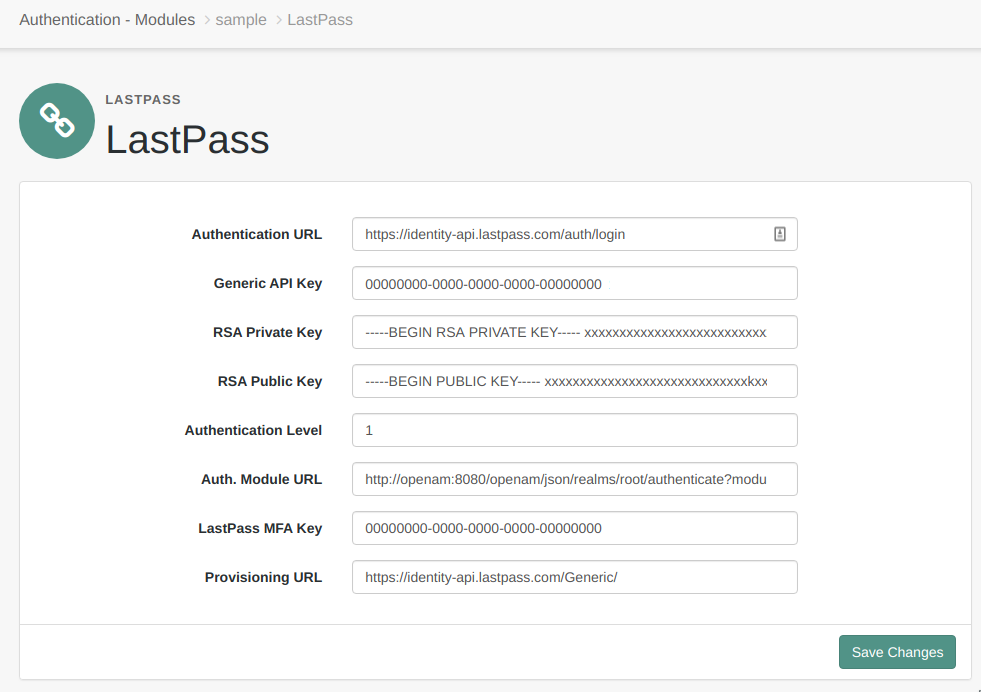 Authentication - Modules > sample > LastPass
LASTPASS
LastPass
Authentication URL https://identity-api.lastpass.com/auth/login
Generic API Key 00000000-0000-0000-0000-00000000
RSA Private Key -----BEGIN RSA PRIVATE KEY----- xxxxxxxxxxxxxxxxxxxxxxxxxx
RSA Public Key -----BEGIN PUBLIC KEY----- xxxxxxxxxxxxxxxxxxxxxxxxxxxxxkxx
Authentication Level 1
Auth. Module URL http://openam:8080/openam/json/realms/root/authenticate?modu
LastPass MFA Key 00000000-0000-0000-0000-00000000
Provisioning URL https://identity-api.lastpass.com/Generic/
Save Changes